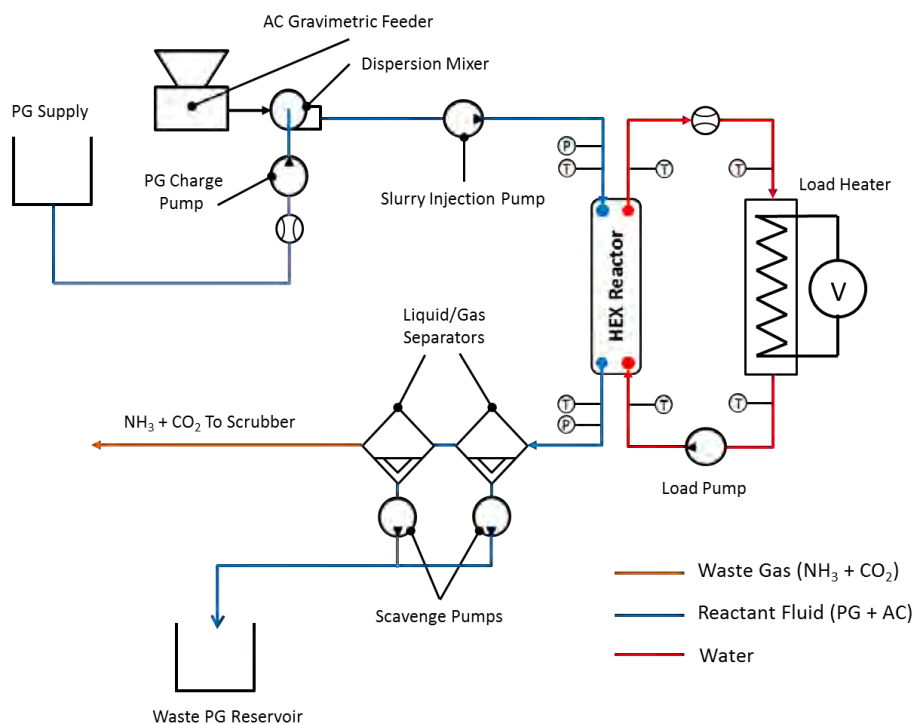 AC Gravimetric Feeder
Dispersion Mixer
PG Supply
PG Charge
Pump
Slurry Injection Pump
P
T
T
T
Load Heater
HEX Reactor
V
Liquid/Gas
Separators
T
P
T
T
NH₃ + CO₂ To Scrubber
Load Pump
Scavenge Pumps
Waste Gas (NH₃ + CO₂)
Reactant Fluid (PG + AC)
Water
Waste PG Reservoir